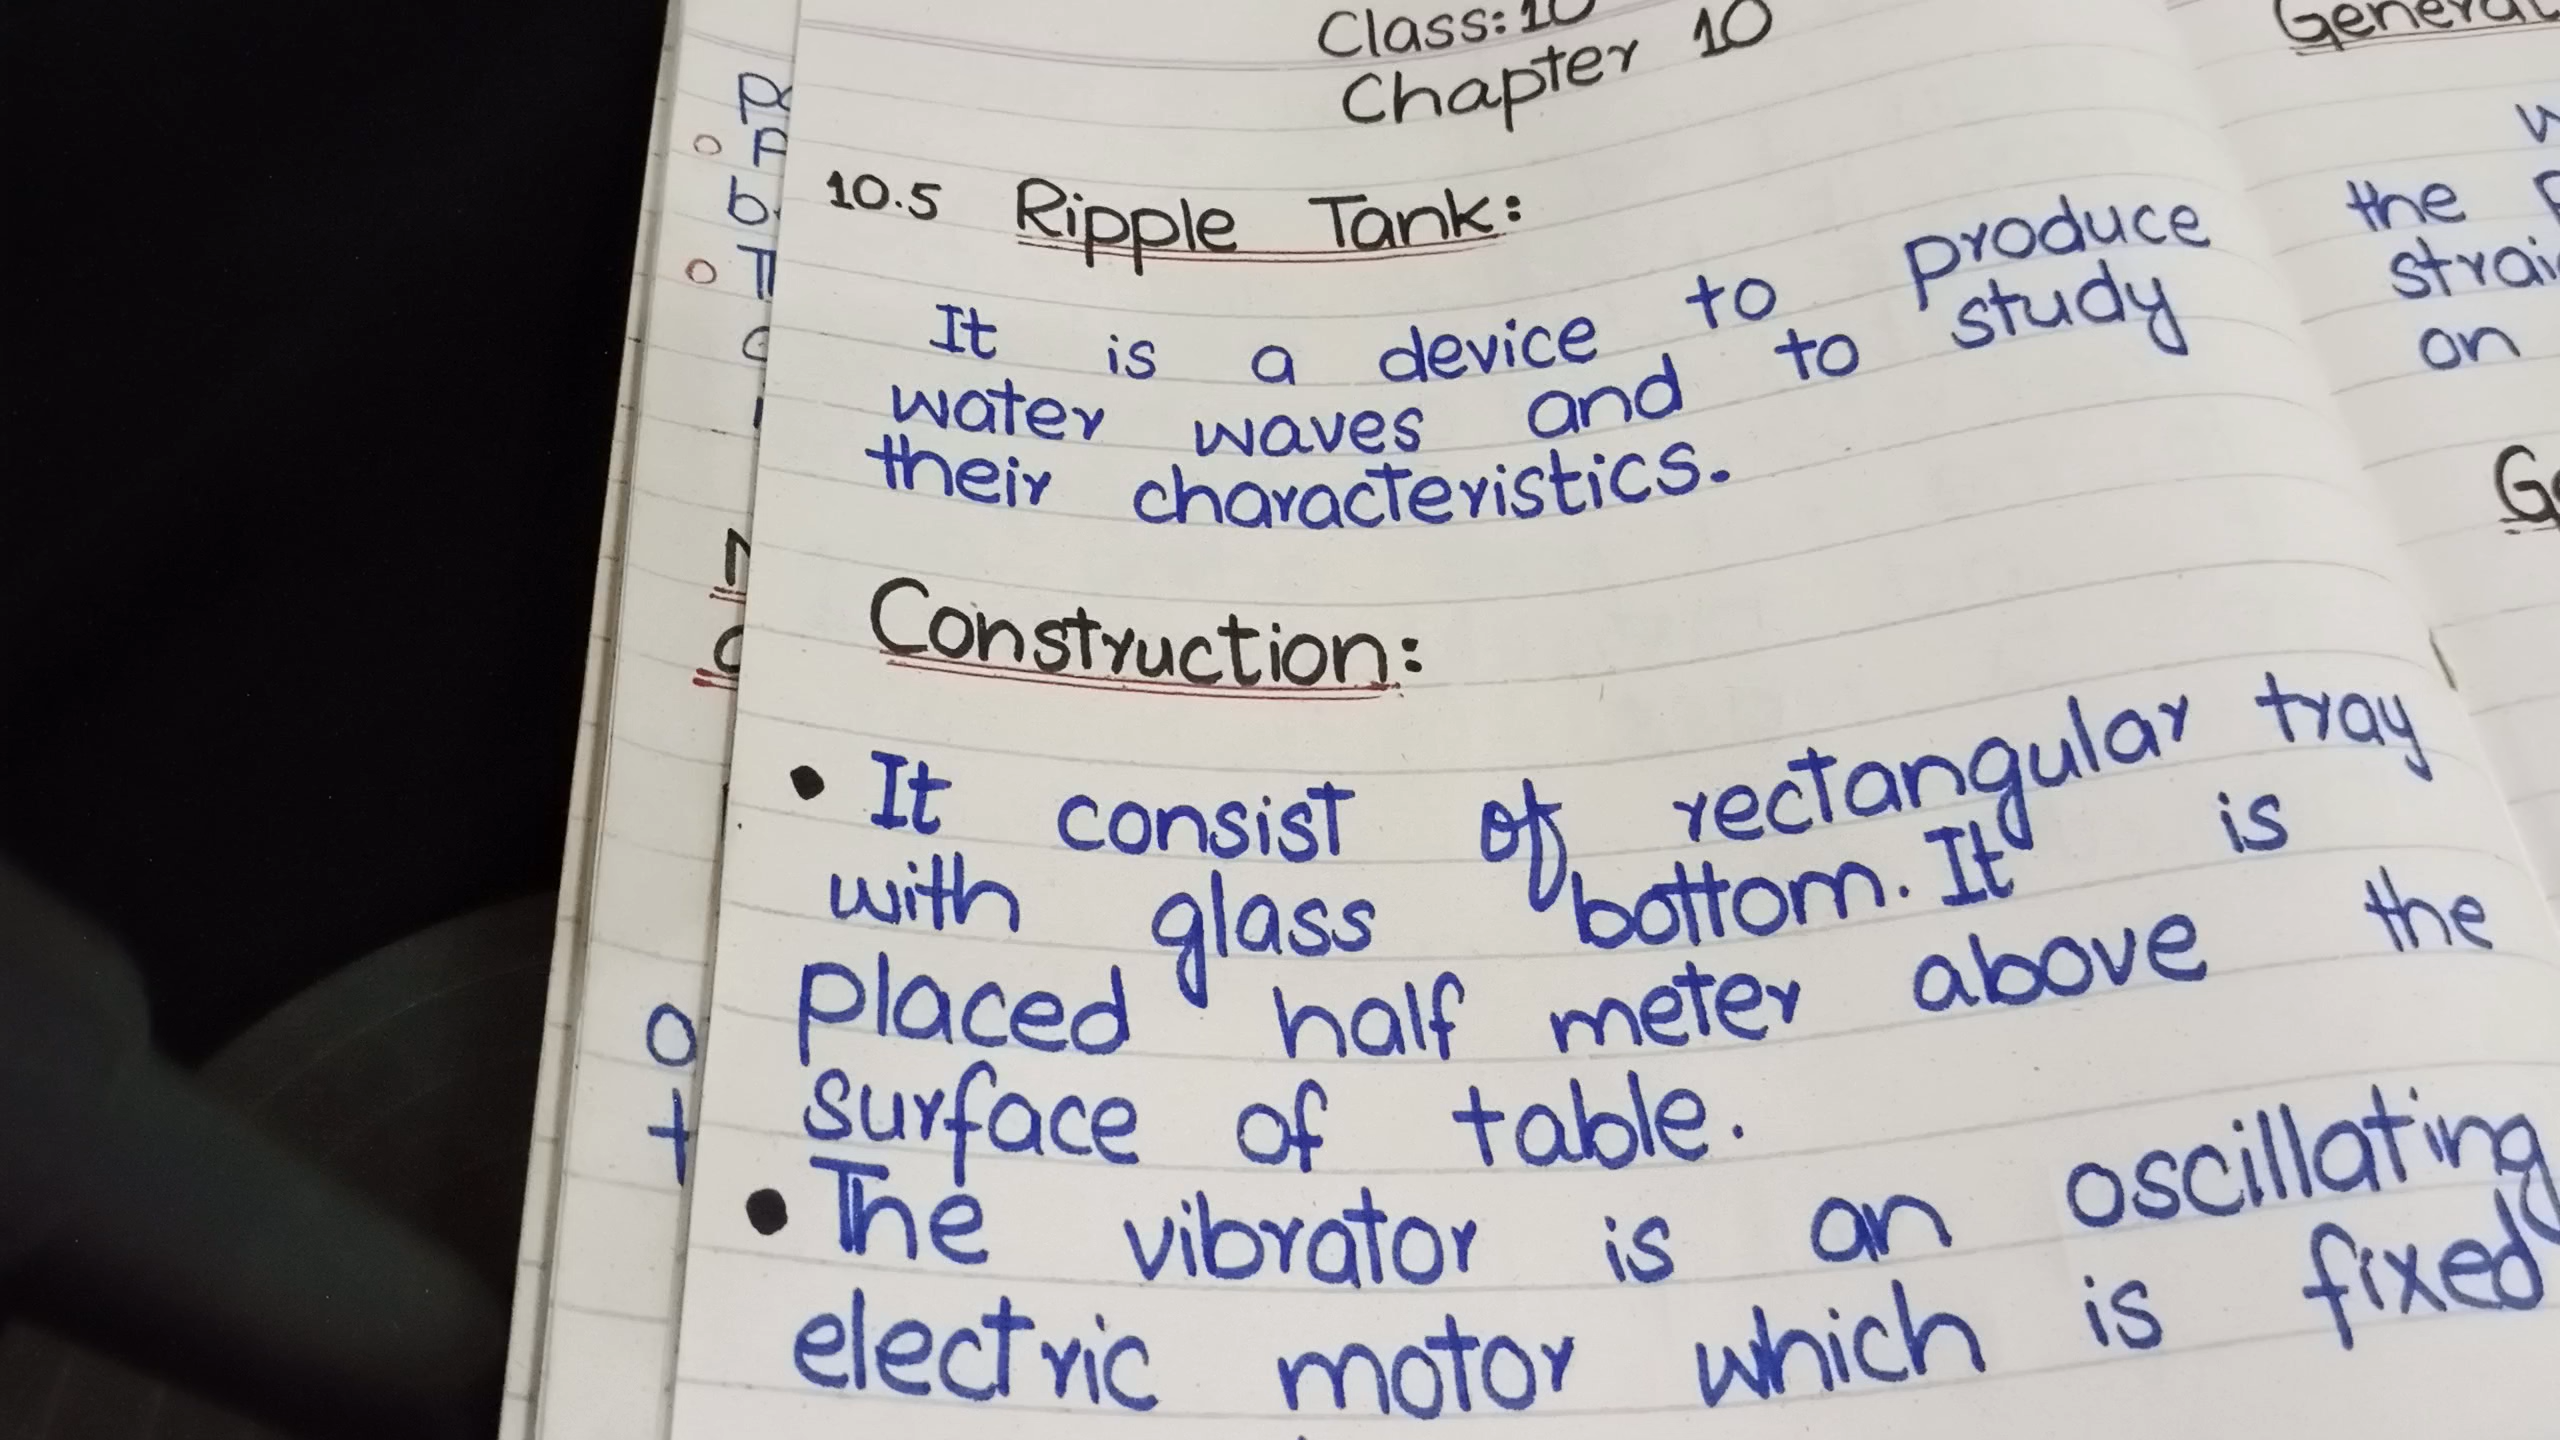 Class: 10
Chapter 10
10.5 Ripple Tank:
It is a device to produce
water waves and to study
their characteristics.
Construction:
• It consist of rectangular tray
with glass bottom. It is
placed half meter above the
surface of table.
• The vibrator is an oscillating
electric motor which is fixed
the
on